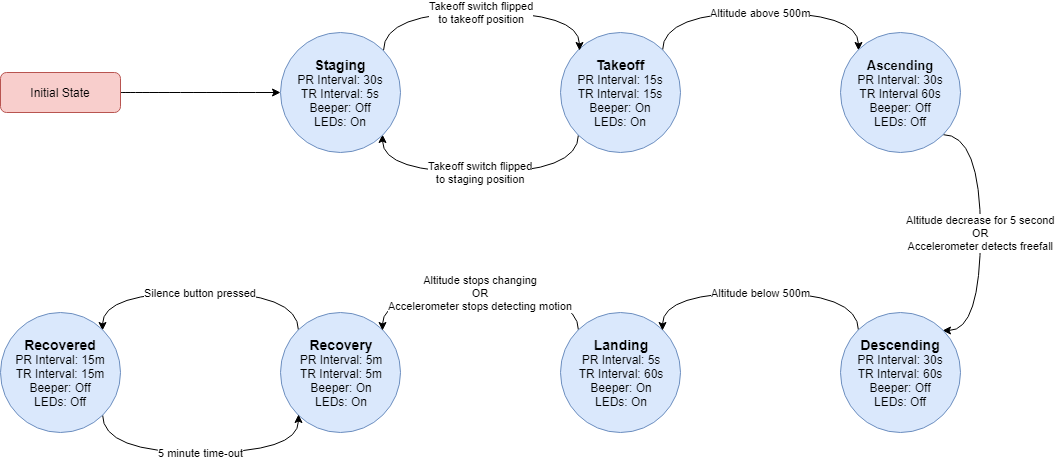 Takeoff switch flipped
to takeoff position
Altitude above 500m
Initial State
Staging
PR Interval: 30s
TR Interval: 5s
Beeper: Off
LEDs: On
Takeoff
PR Interval: 15s
TR Interval: 15s
Beeper: On
LEDs: On
Ascending
PR Interval: 30s
TR Interval 60s
Beeper: Off
LEDs: Off
Takeoff switch flipped
to staging position
Altitude decrease for 5 second
OR
Accelerometer detects freefall
Silence button pressed
Altitude stops changing
OR
Accelerometer stops detecting motion
Altitude below 500m
Recovered
PR Interval: 15m
TR Interval: 15m
Beeper: Off
LEDs: Off
Recovery
PR Interval: 5m
TR Interval: 5m
Beeper: On
LEDs: On
Landing
PR Interval: 5s
TR Interval: 60s
Beeper: On
LEDs: On
Descending
PR Interval: 30s
TR Interval: 60s
Beeper: Off
LEDs: Off
5 minute time-out